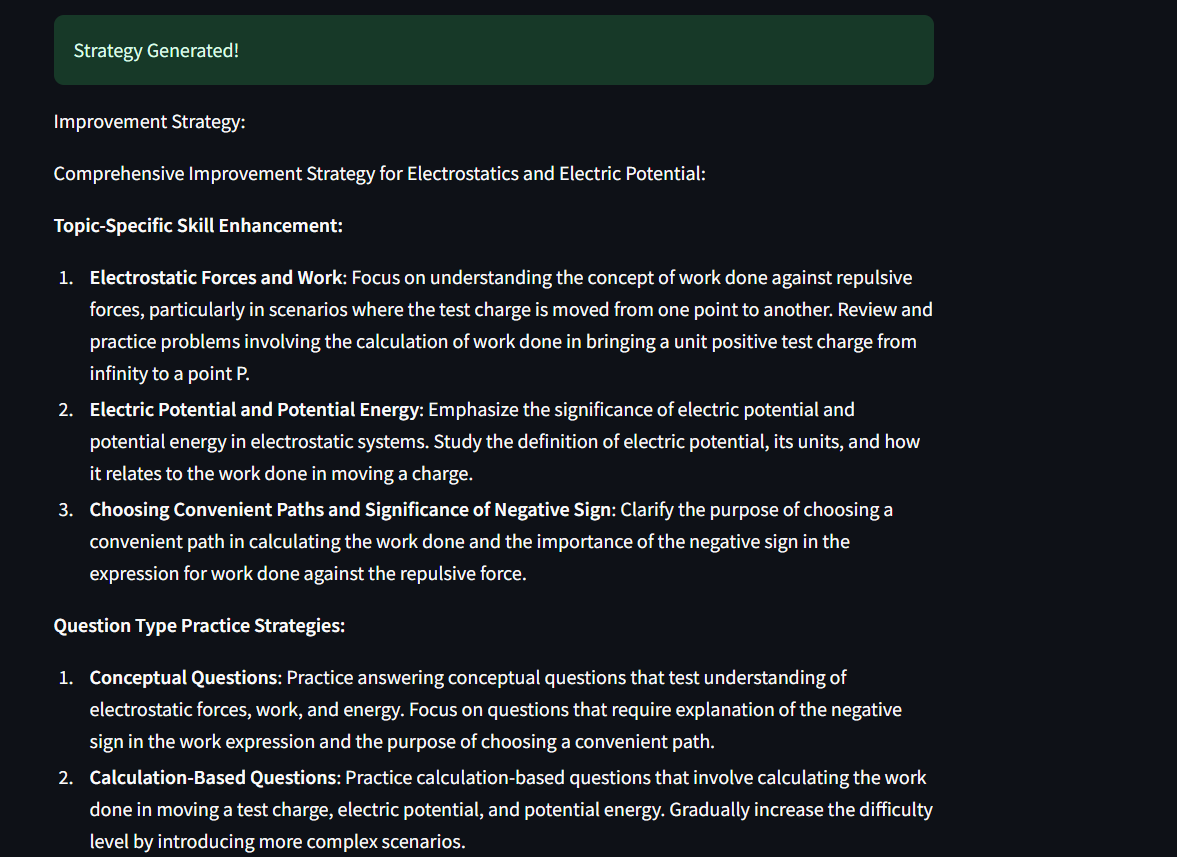 Strategy Generated!
Improvement Strategy:
Comprehensive Improvement Strategy for Electrostatics and Electric Potential:
Topic-Specific Skill Enhancement:
1. Electrostatic Forces and Work: Focus on understanding the concept of work done against repulsive
forces, particularly in scenarios where the test charge is moved from one point to another. Review and
practice problems involving the calculation of work done in bringing a unit positive test charge from
infinity to a point P.
2. Electric Potential and Potential Energy: Emphasize the significance of electric potential and
potential energy in electrostatic systems. Study the definition of electric potential, its units, and how
it relates to the work done in moving a charge.
3. Choosing Convenient Paths and Significance of Negative Sign: Clarify the purpose of choosing a
convenient path in calculating the work done and the importance of the negative sign in the
expression for work done against the repulsive force.
Question Type Practice Strategies:
1. Conceptual Questions: Practice answering conceptual questions that test understanding of
electrostatic forces, work, and energy. Focus on questions that require explanation of the negative
sign in the work expression and the purpose of choosing a convenient path.
2. Calculation-Based Questions: Practice calculation-based questions that involve calculating the work
done in moving a test charge, electric potential, and potential energy. Gradually increase the difficulty
level by introducing more complex scenarios.